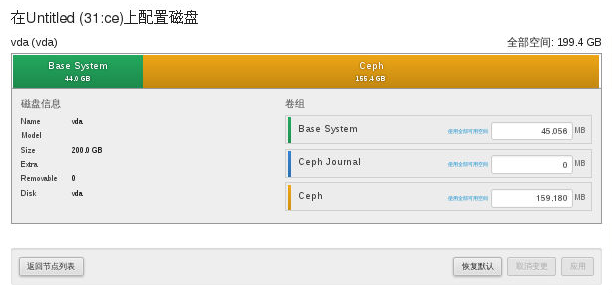 在Untitled (31:ce)上配置磁盘
vda (vda) 全部空间: 199.4 GB
Base System Ceph
44.0 GB 155.4 GB
磁盘信息 卷组
Name vda
Base System 使用全部可用空间 45,056 MB
Model
Size 200.0 GB
Ceph Journal 使用全部可用空间 0 MB
Extra
Removable 0
Disk vda
Ceph 使用全部可用空间 159,180 MB
返回节点列表 恢复默认 取消变更 应用